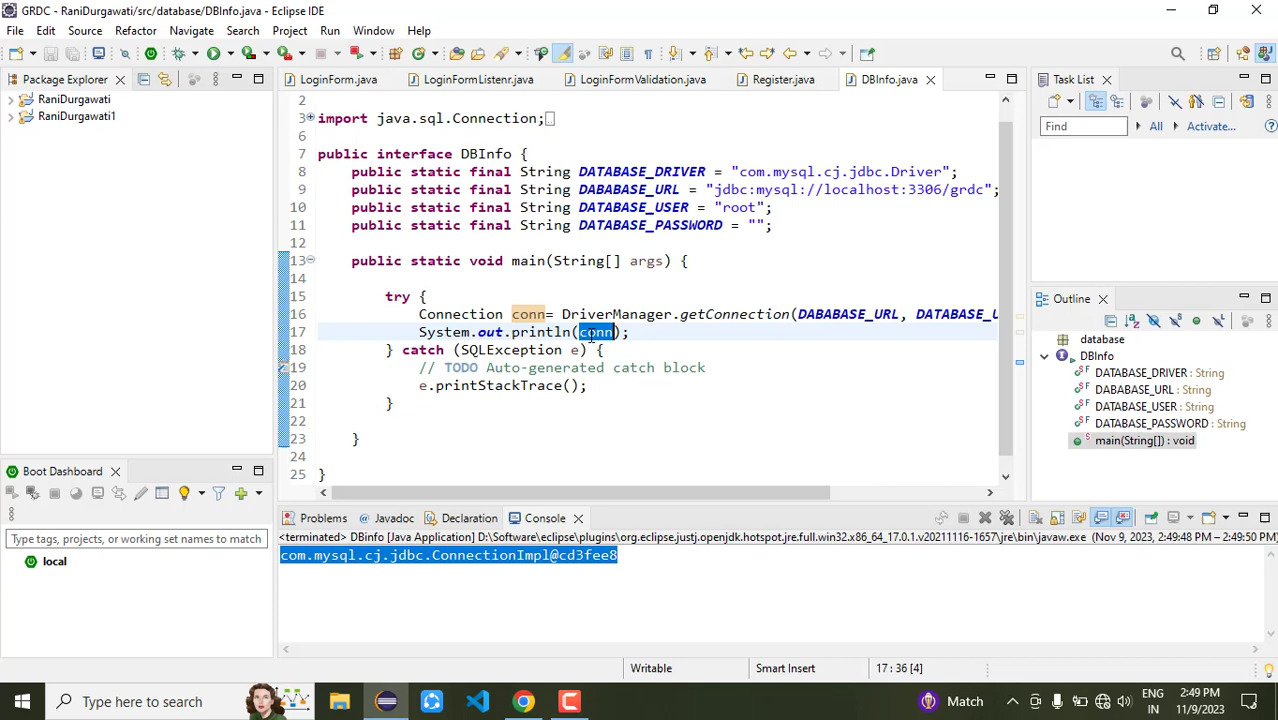 GRDC - RaniDurgawati/src/database/DBInfo.java - Eclipse IDE
File Edit Source Refactor Navigate Search Project Run Window Help
Package Explorer
LoginForm.java
LoginFormListenr.java
LoginFormValidation.java
Register.java
DBInfo.java
Task List
RaniDurgawati
RaniDurgawati1
Find
All
Activate...
2
3 import java.sql.Connection;
6
7 public interface DBInfo {
8 public static final String DATABASE_DRIVER = "com.mysql.cj.jdbc.Driver";
9 public static final String DABABASE_URL = "jdbc:mysql://localhost:3306/grdc";
10 public static final String DATABASE_USER = "root";
11 public static final String DATABASE_PASSWORD = "";
12
13 public static void main(String[] args) {
14
15 try {
16 Connection conn= DriverManager.getConnection(DABABASE_URL, DATABASE_U
17 System.out.println(conn);
18 } catch (SQLException e) {
19 // TODO Auto-generated catch block
20 e.printStackTrace();
21 }
22
23 }
24
25 }
Outline
database
DBInfo
DATABASE_DRIVER : String
DABABASE_URL : String
DATABASE_USER : String
DATABASE_PASSWORD : String
main(String[]) : void
Boot Dashboard
Type tags, projects, or working set names to match
local
Problems Javadoc Declaration Console
<terminated> DBInfo [Java Application] D:\Software\eclipse\plugins\org.eclipse.justj.openjdk.hotspot.jre.full.win32.x86_64_17.0.1.v20211116-1657\jre\bin\javaw.exe (Nov 9, 2023, 2:49:48 PM – 2:49:50 PM)
com.mysql.cj.jdbc.ConnectionImpl@cd3fee8
Writable
Smart Insert
17 : 36 [4]
Type here to search
Match
ENG
IN
2:49 PM
11/9/2023